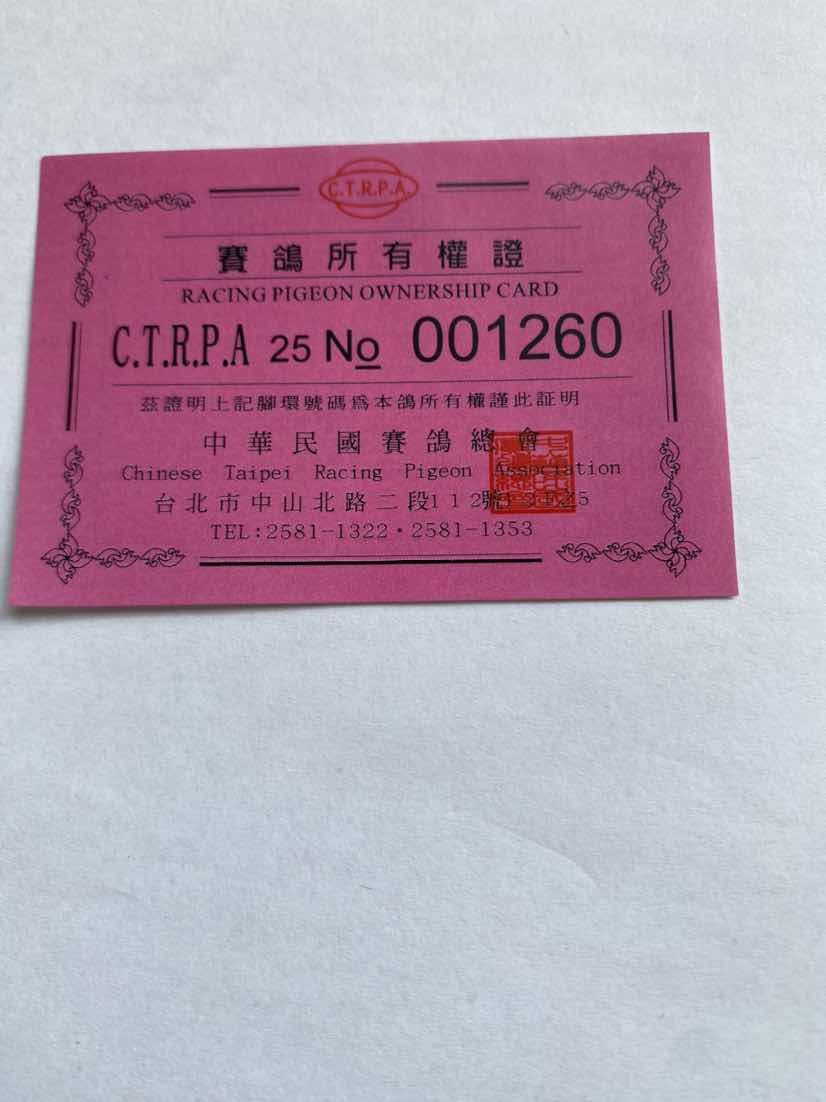 C.T.R.P.A.
賽鴿所有權證
RACING PIGEON OWNERSHIP CARD
C.T.R.P.A 25 No 001260
茲證明上記腳環號碼爲本鴿所有權謹此証明
中華民國賽鴿總會
Chinese Taipei Racing Pigeon Association
台北市中山北路二段112號
TEL:2581-1322・2581-1353